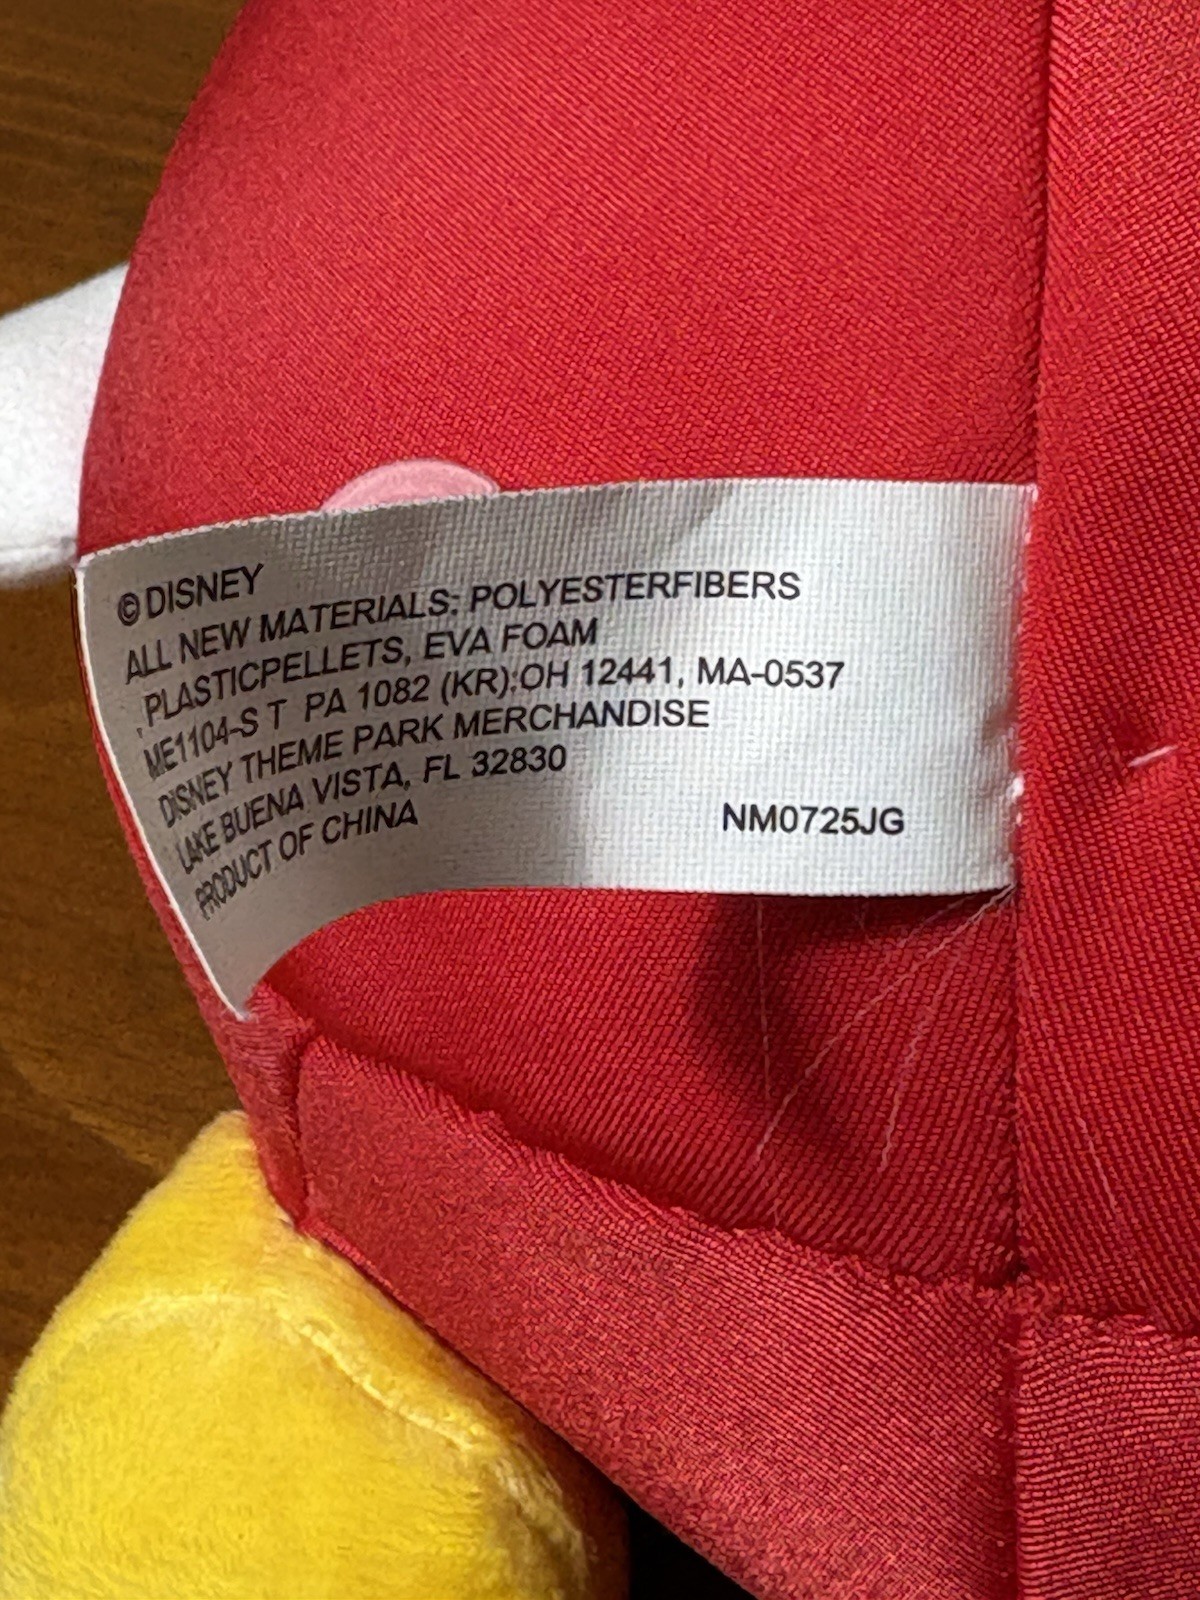 ©DISNEY
ALL NEW MATERIALS: POLYESTERFIBERS
,PLASTICPELLETS, EVA FOAM
ME1104-S T PA 1082 (KR);OH 12441, MA-0537
DISNEY THEME PARK MERCHANDISE
LAKE BUENA VISTA, FL 32830
PRODUCT OF CHINA
NM0725JG